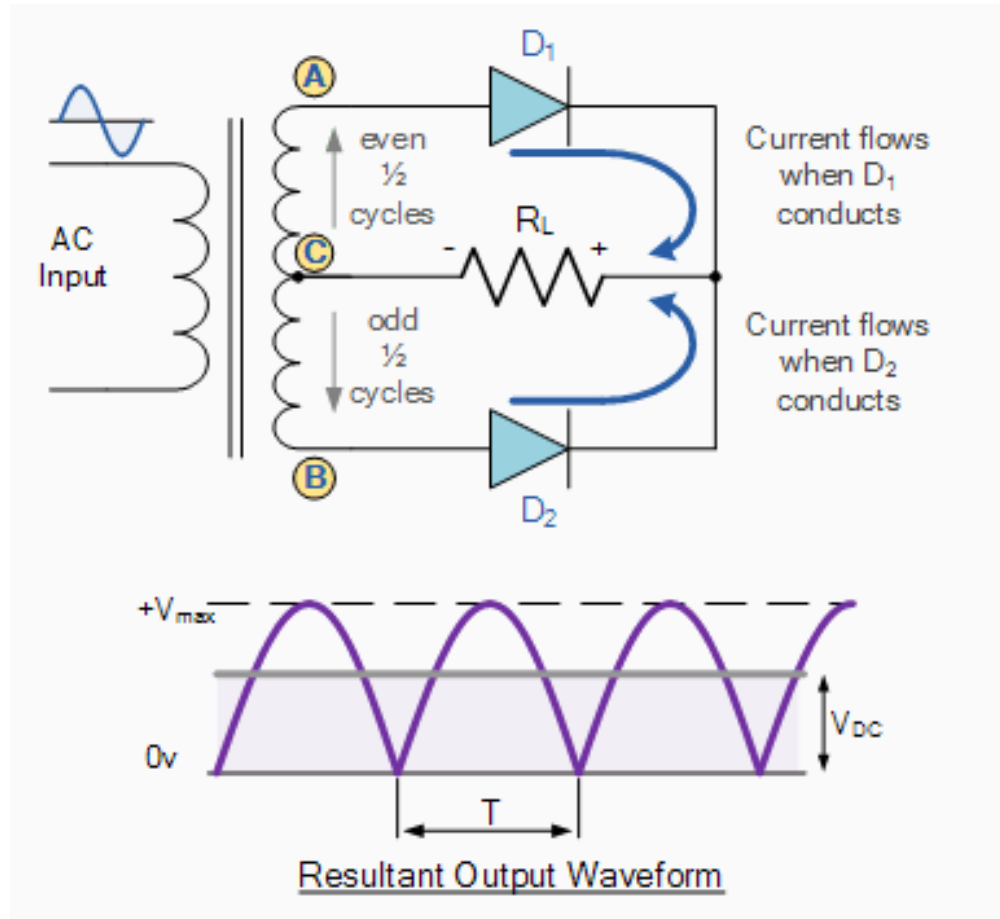 D₁
A
even
½
cycles
Current flows
when D₁
conducts
AC
Input
C
- R_L +
odd
½
cycles
Current flows
when D₂
conducts
B
D₂
+Vmax
VDC
0v
T
Resultant Output Waveform